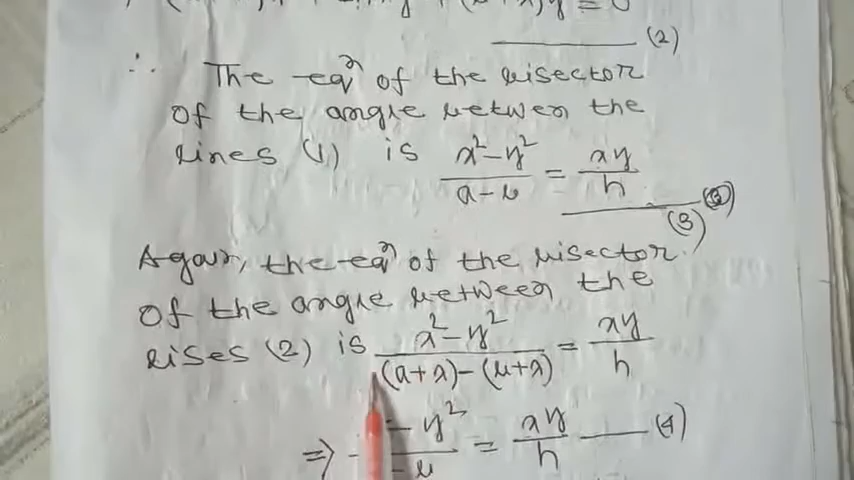 (2)
∴ The eqⁿ of the bisector
of the angle between the
lines (1) is x²-y²/a-b = xy/h
(3)
Again, the eqⁿ of the bisector
of the angle between the
lines (2) is x²-y²/(a+λ)-(b+λ) = xy/h
⇒ - y²/- b = xy/h (4)